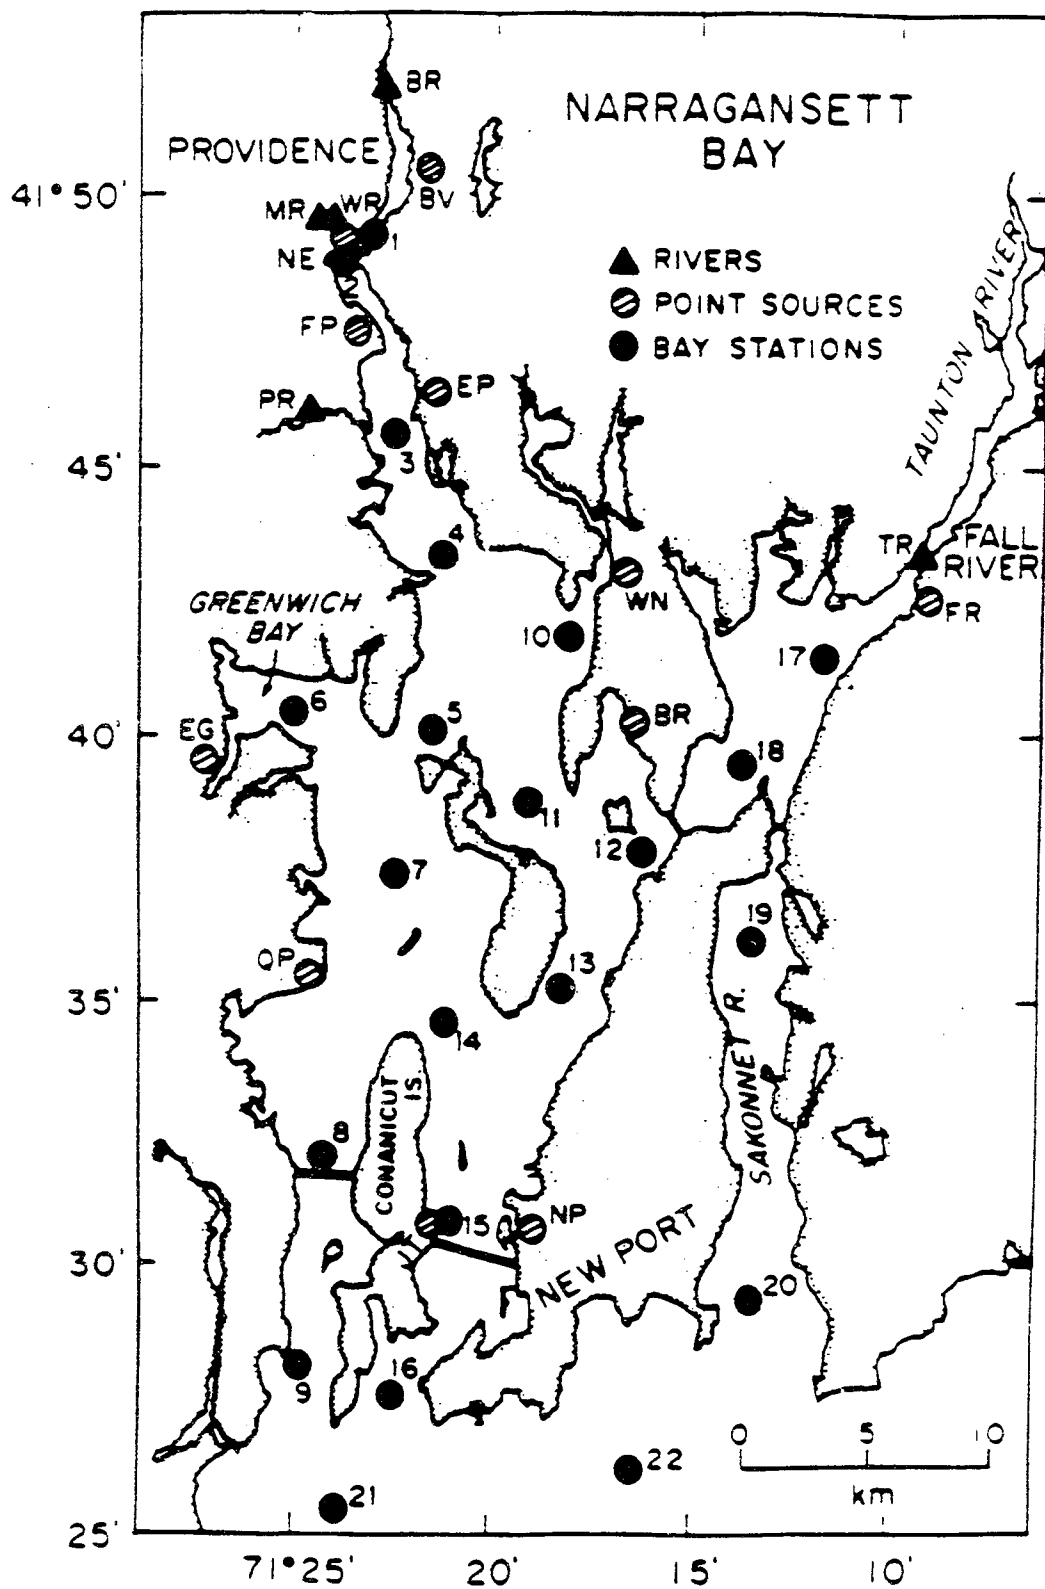 BR
NARRAGANSETT
BAY
PROVIDENCE
BV
41°50'
MR WR
1
NE
RIVERS
FP
POINT SOURCES
BAY STATIONS
TAUNTON RIVER
EP
PR
3
45'
4
TR
FALL
RIVER
WN
FR
GREENWICH
BAY
10
17
6
5
BR
EG
40'
18
11
12
7
19
QP
13
35'
14
SAKONNET R.
CONANICUT
IS.
8
15
NP
30'
NEW PORT
20
9
16
0 5 10
km
22
21
25'
71°25' 20' 15' 10'